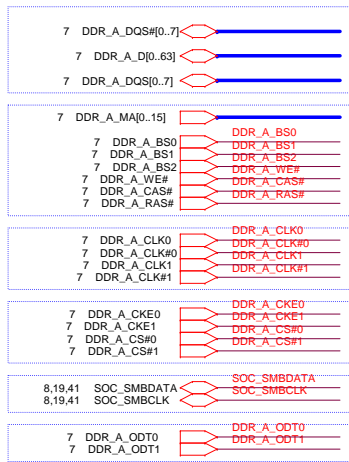 7 DDR_A_DQS#[0..7]
7 DDR_A_D[0..63]
7 DDR_A_DQS[0..7]
7 DDR_A_MA[0..15]
7 DDR_A_BS0 DDR_A_BS0
7 DDR_A_BS1 DDR_A_BS1
7 DDR_A_BS2 DDR_A_BS2
7 DDR_A_WE# DDR_A_WE#
7 DDR_A_CAS# DDR_A_CAS#
7 DDR_A_RAS# DDR_A_RAS#
7 DDR_A_CLK0 DDR_A_CLK0
7 DDR_A_CLK#0 DDR_A_CLK#0
7 DDR_A_CLK1 DDR_A_CLK1
7 DDR_A_CLK#1 DDR_A_CLK#1
7 DDR_A_CKE0 DDR_A_CKE0
7 DDR_A_CKE1 DDR_A_CKE1
7 DDR_A_CS#0 DDR_A_CS#0
7 DDR_A_CS#1 DDR_A_CS#1
8,19,41 SOC_SMBDATA SOC_SMBDATA
8,19,41 SOC_SMBCLK SOC_SMBCLK
7 DDR_A_ODT0 DDR_A_ODT0
7 DDR_A_ODT1 DDR_A_ODT1